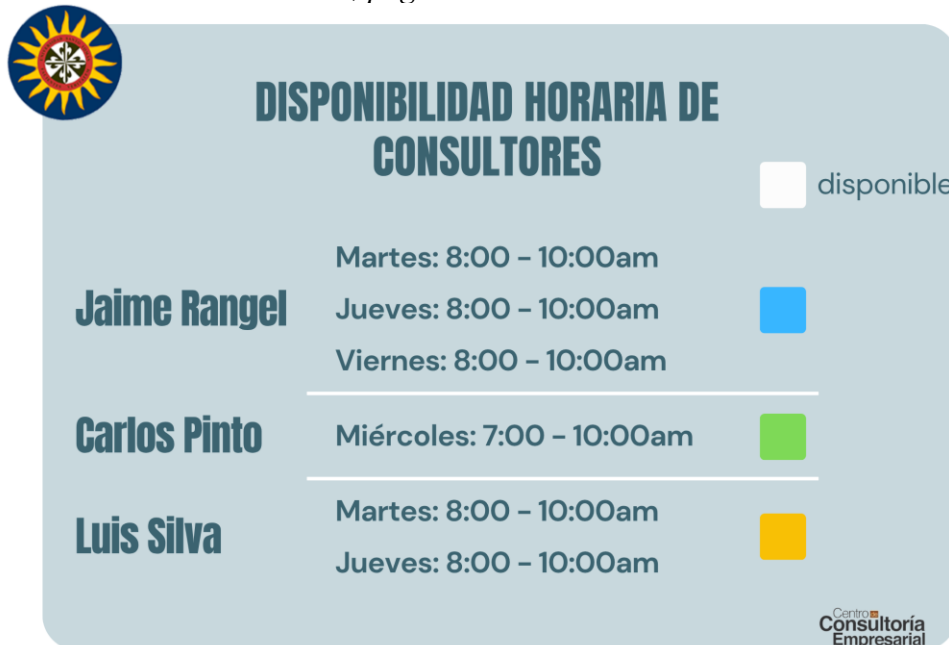 DISPONIBILIDAD HORARIA DE
CONSULTORES
disponible
Jaime Rangel
Martes: 8:00 - 10:00am
Jueves: 8:00 - 10:00am
Viernes: 8:00 - 10:00am
Carlos Pinto
Miércoles: 7:00 - 10:00am
Luis Silva
Martes: 8:00 - 10:00am
Jueves: 8:00 - 10:00am
Centro de
Consultoría
Empresarial